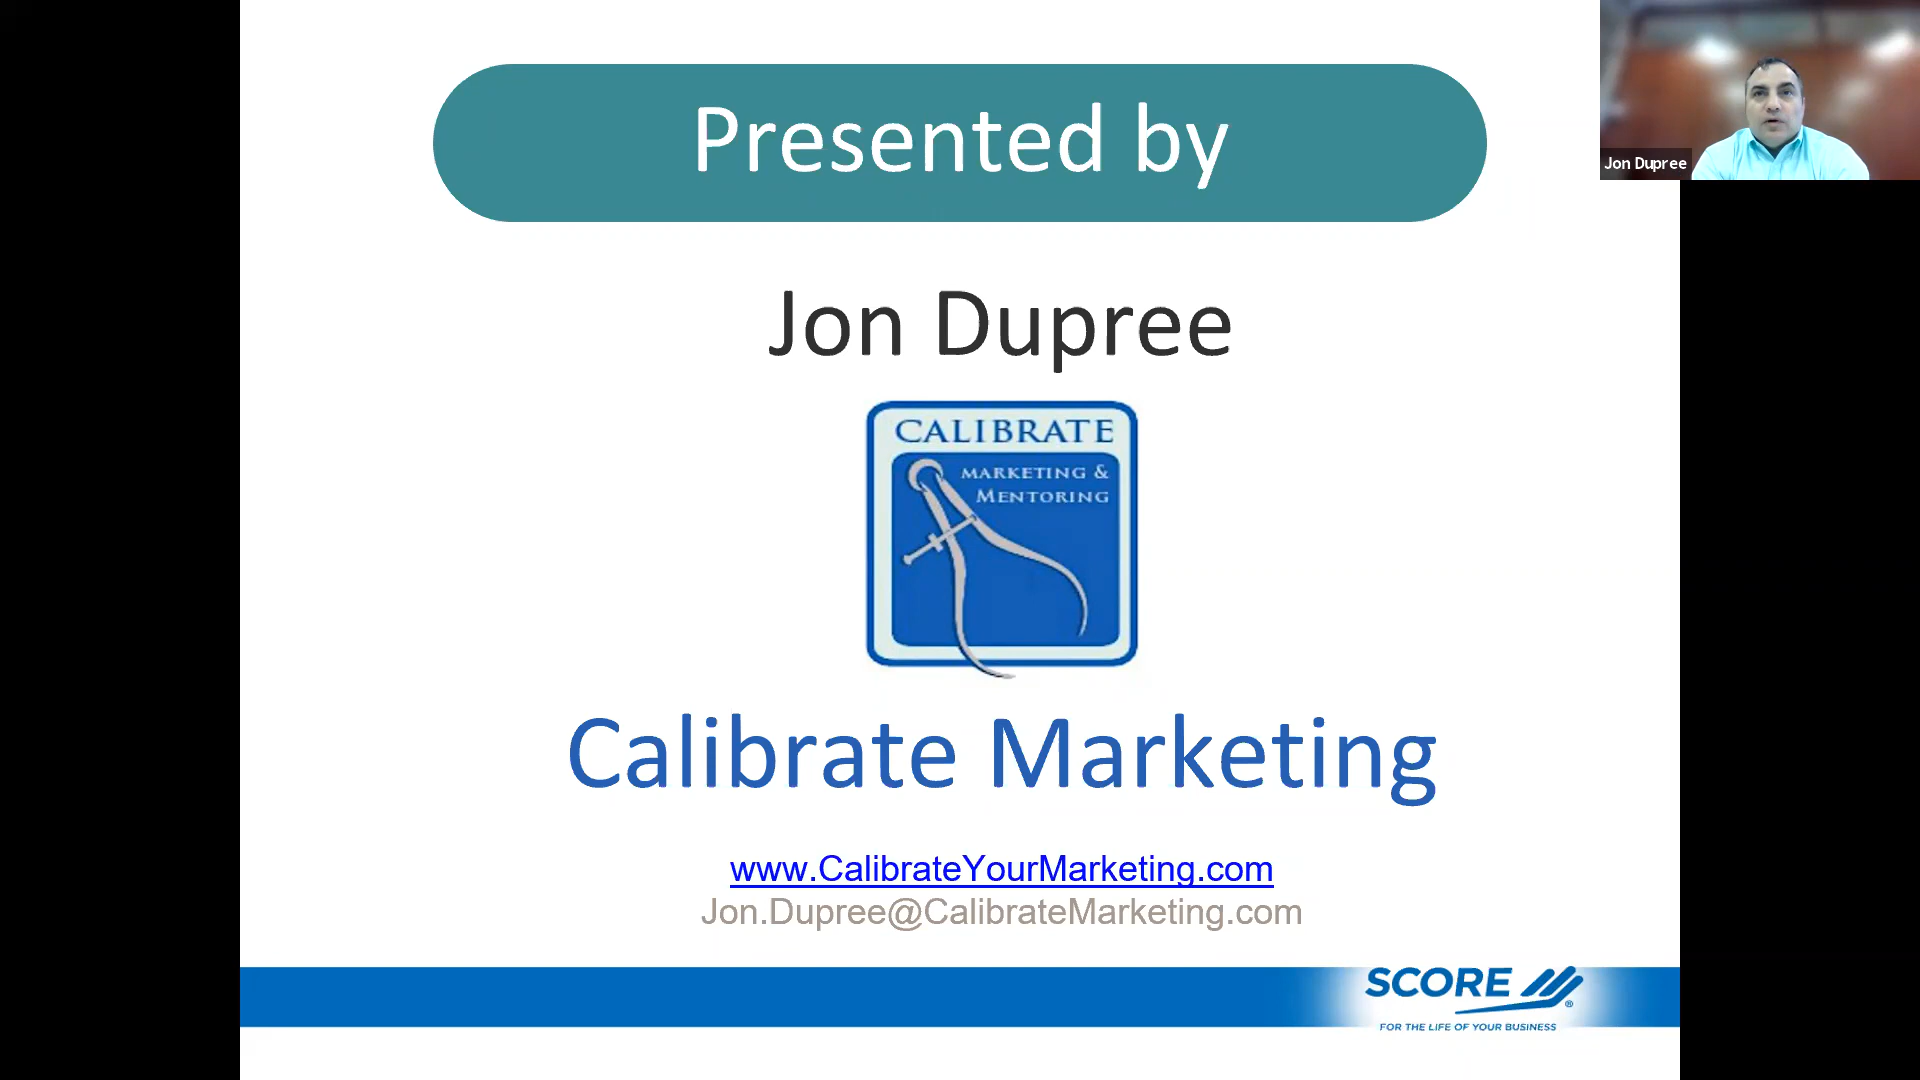 Presented by
Jon Dupree
Jon Dupree
CALIBRATE
MARKETING &
MENTORING
Calibrate Marketing
www.CalibrateYourMarketing.com
Jon.Dupree@CalibrateMarketing.com
SCORE
®
FOR THE LIFE OF YOUR BUSINESS